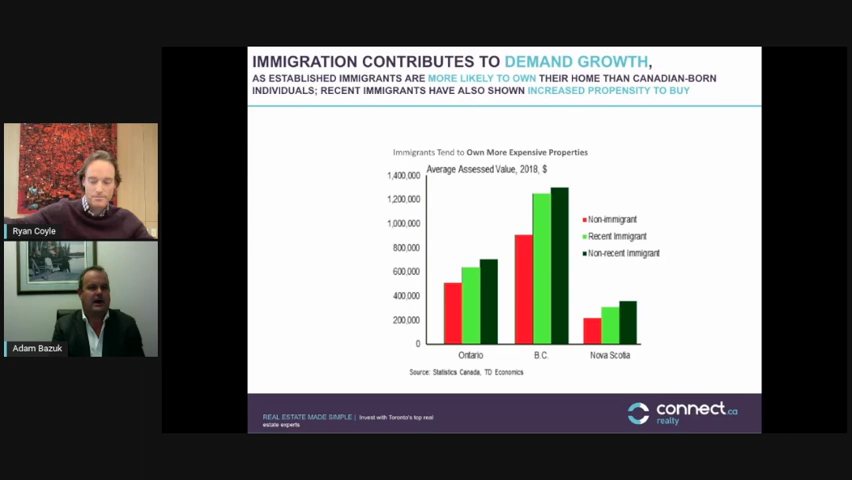 IMMIGRATION CONTRIBUTES TO DEMAND GROWTH,
AS ESTABLISHED IMMIGRANTS ARE MORE LIKELY TO OWN THEIR HOME THAN CANADIAN-BORN
INDIVIDUALS; RECENT IMMIGRANTS HAVE ALSO SHOWN INCREASED PROPENSITY TO BUY
Immigrants Tend to Own More Expensive Properties
Average Assessed Value, 2018, $
1,400,000
1,200,000
1,000,000
800,000
600,000
400,000
200,000
0
Non-immigrant
Recent Immigrant
Non-recent Immigrant
Ontario B.C. Nova Scotia
Source: Statistics Canada, TD Economics
Ryan Coyle
Adam Bazuk
REAL ESTATE MADE SIMPLE | Invest with Toronto's top real
estate experts
connect.ca
realty